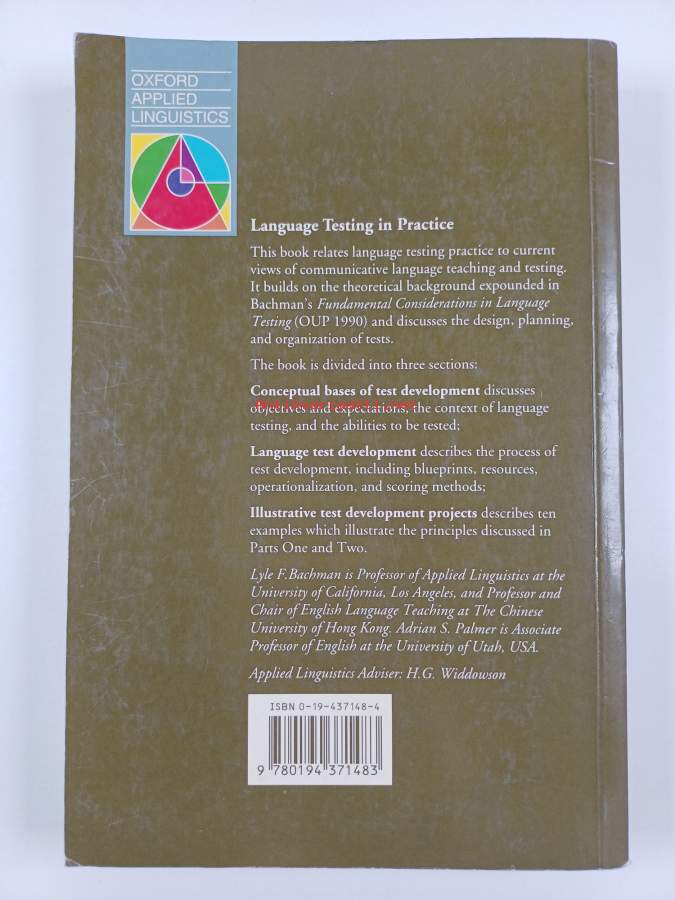 OXFORD
APPLIED
LINGUISTICS
Language Testing in Practice
This book relates language testing practice to current
views of communicative language teaching and testing.
It builds on the theoretical background expounded in
Bachman's Fundamental Considerations in Language
Testing (OUP 1990) and discusses the design, planning,
and organization of tests.
The book is divided into three sections:
Conceptual bases of test development discusses
objectives and expectations, the context of language
testing, and the abilities to be tested;
Language test development describes the process of
test development, including blueprints, resources,
operationalization, and scoring methods;
Illustrative test development projects describes ten
examples which illustrate the principles discussed in
Parts One and Two.
Lyle F.Bachman is Professor of Applied Linguistics at the
University of California, Los Angeles, and Professor and
Chair of English Language Teaching at The Chinese
University of Hong Kong. Adrian S. Palmer is Associate
Professor of English at the University of Utah, USA.
Applied Linguistics Adviser: H.G. Widdowson
ISBN 0-19-437148-4
9 780194 371483